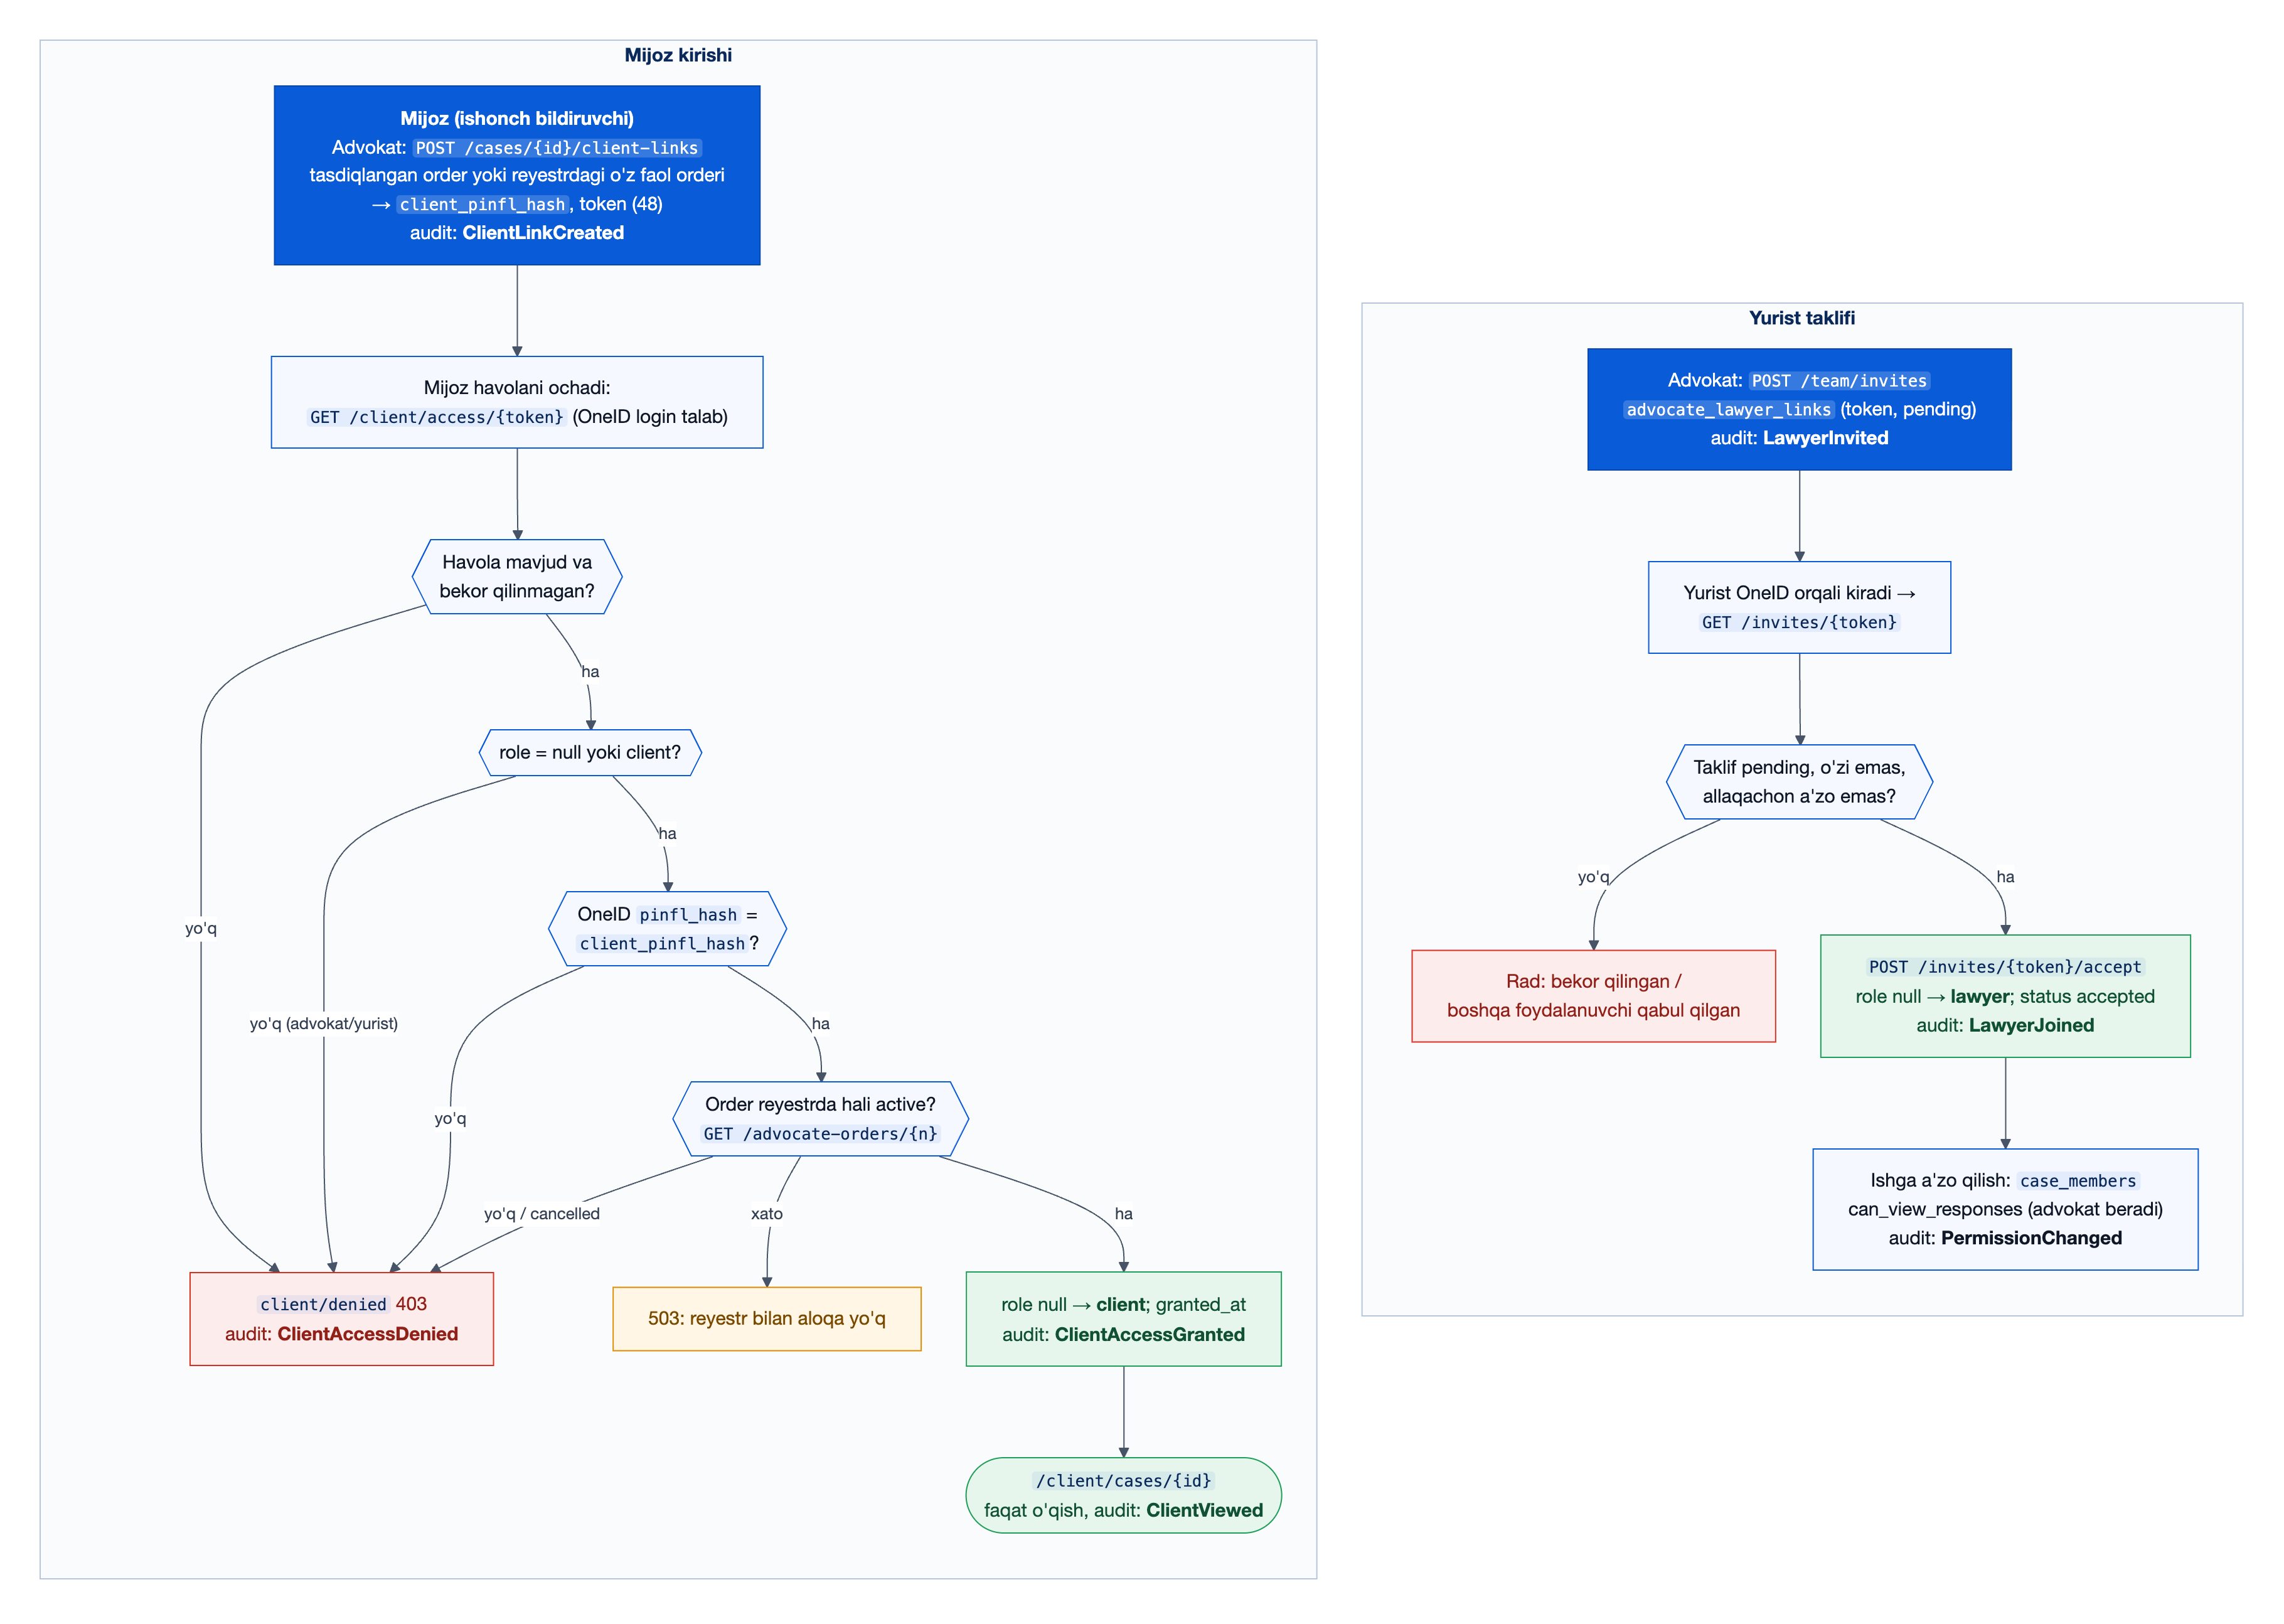 Mijoz kirishi
Mijoz (ishonch bildiruvchi)
Advokat: POST /cases/{id}/client-links
tasdiqlangan order yoki reyestrdagi o'z faol orderi
→ client_pinfl_hash, token (48)
audit: ClientLinkCreated
Mijoz havolani ochadi:
GET /client/access/{token} (OneID login talab)
Havola mavjud va
bekor qilinmagan?
ha
role = null yoki client?
ha
OneID pinfl_hash =
client_pinfl_hash?
yo'q
yo'q (advokat/yurist)
ha
yo'q
Order reyestrda hali active?
GET /advocate-orders/{n}
yo'q / cancelled
xato
ha
client/denied 403
audit: ClientAccessDenied
503: reyestr bilan aloqa yo'q
role null → client; granted_at
audit: ClientAccessGranted
/client/cases/{id}
faqat o'qish, audit: ClientViewed
Yurist taklifi
Advokat: POST /team/invites
advocate_lawyer_links (token, pending)
audit: LawyerInvited
Yurist OneID orqali kiradi →
GET /invites/{token}
Taklif pending, o'zi emas,
allaqachon a'zo emas?
yo'q
ha
Rad: bekor qilingan /
boshqa foydalanuvchi qabul qilgan
POST /invites/{token}/accept
role null → lawyer; status accepted
audit: LawyerJoined
Ishga a'zo qilish: case_members
can_view_responses (advokat beradi)
audit: PermissionChanged